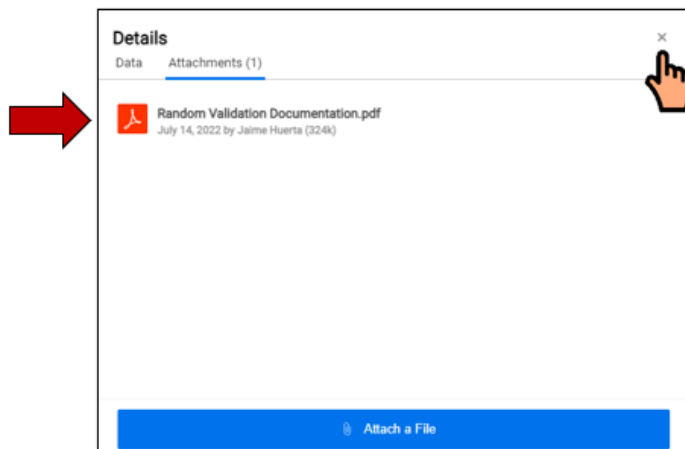 Details
×
Data Attachments (1)
Random Validation Documentation.pdf
July 14, 2022 by Jaime Huerta (324k)
Attach a File